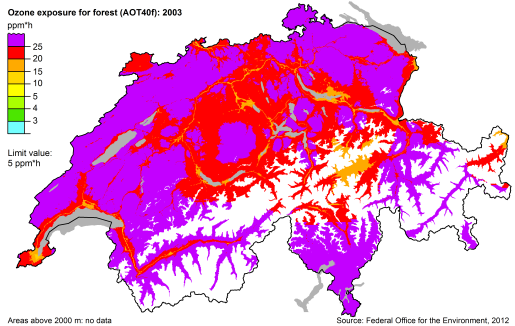 Ozone exposure for forest (AOT40f): 2003
ppm*h
25
20
15
10
5
4
3
Limit value:
5 ppm*h
Areas above 2000 m: no data
Source: Federal Office for the Environment, 2012